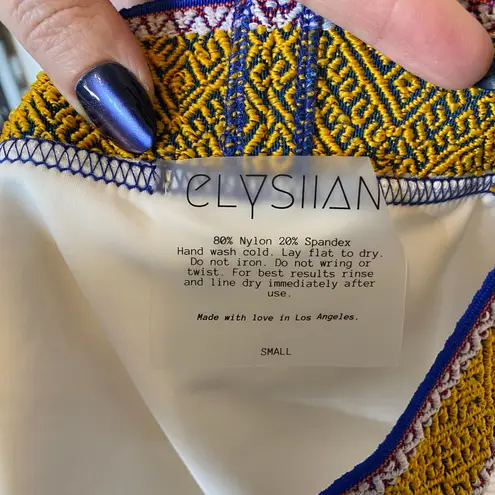 ELYSIIAN
80% Nylon 20% Spandex
Hand wash cold. Lay flat to dry.
Do not iron. Do not wring or
twist. For best results rinse
and line dry immediately after
use.
Made with love in Los Angeles.
SMALL